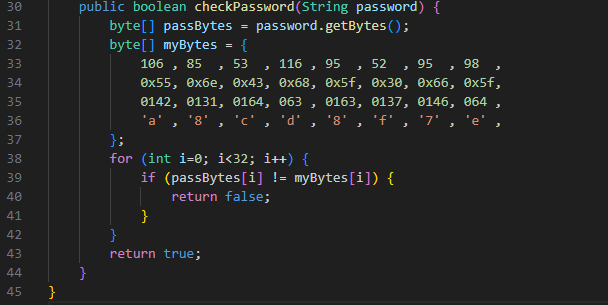 30 public boolean checkPassword(String password) {
31 byte[] passBytes = password.getBytes();
32 byte[] myBytes = {
33 106 , 85 , 53 , 116 , 95 , 52 , 95 , 98 ,
34 0x55, 0x6e, 0x43, 0x68, 0x5f, 0x30, 0x66, 0x5f,
35 0142, 0131, 0164, 063 , 0163, 0137, 0146, 064 ,
36 'a' , '8' , 'c' , 'd' , '8' , 'f' , '7' , 'e' ,
37 };
38 for (int i=0; i<32; i++) {
39 if (passBytes[i] != myBytes[i]) {
40 return false;
41 }
42 }
43 return true;
44 }
45 }